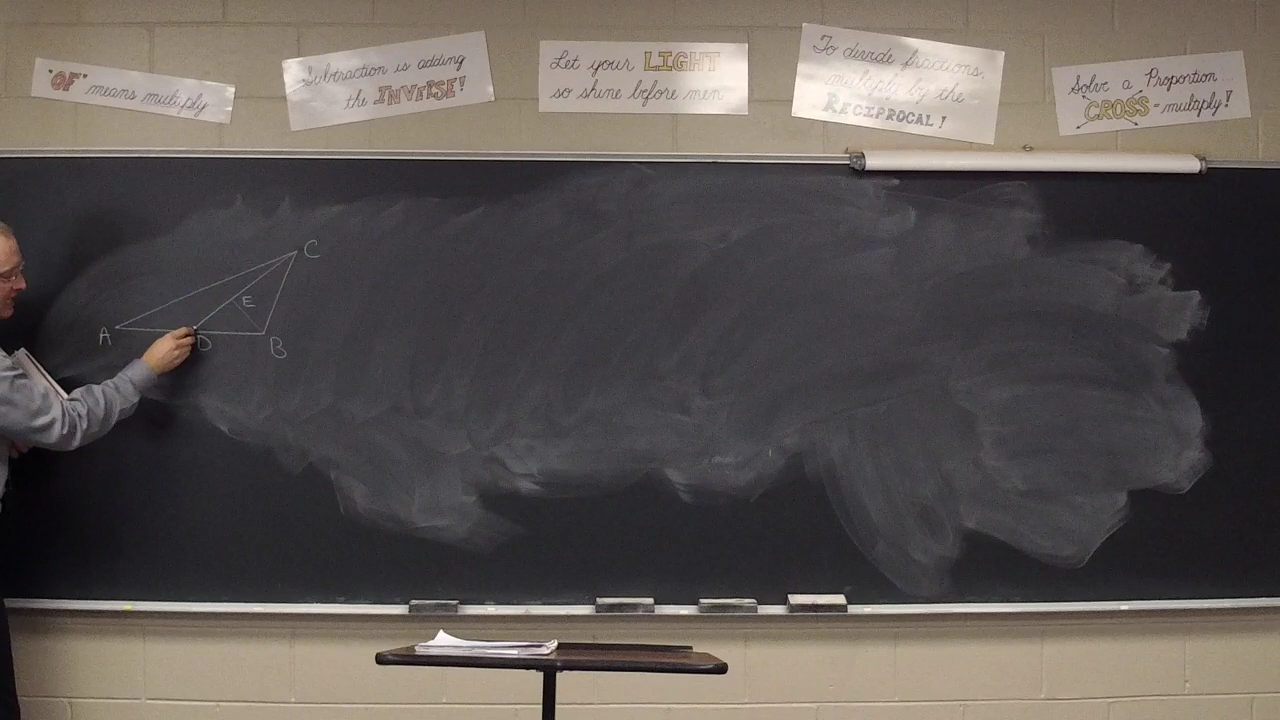 "OF"
means multiply
Subtraction is adding
the INVERSE!
Let your LIGHT
so shine before men
To divide fractions,
multiply by the
RECIPROCAL!
Solve a Proportion...
CROSS-multiply!
C
E
A
D
B